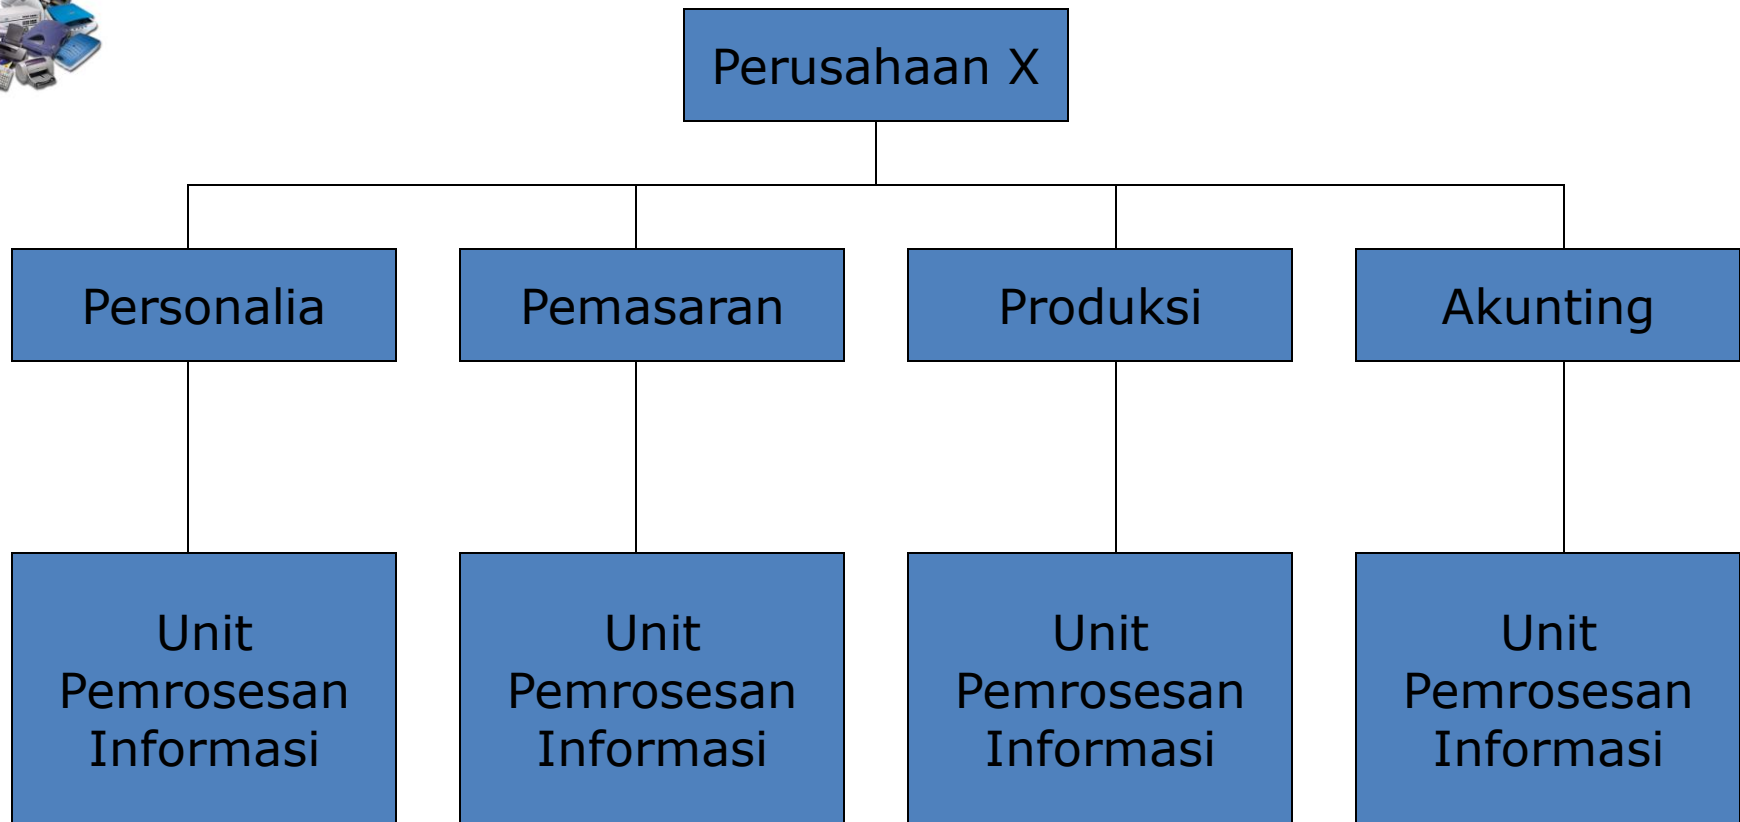 Perusahaan X
Personalia
Pemasaran
Produksi
Akunting
Unit
Pemrosesan
Informasi
Unit
Pemrosesan
Informasi
Unit
Pemrosesan
Informasi
Unit
Pemrosesan
Informasi